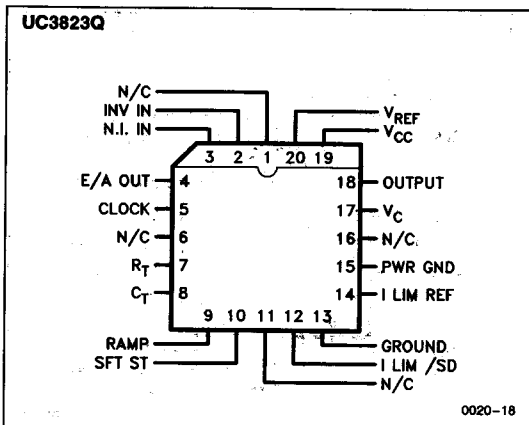 UC3823Q
N/C
INV IN
N.I. IN
VREF
VCC
3 2 1 20 19
E/A OUT 4
CLOCK 5
N/C 6
RT 7
CT 8
18 OUTPUT
17 VC
16 N/C
15 PWR GND
14 I LIM REF
9 10 11 12 13
RAMP
SFT ST
GROUND
I LIM /SD
N/C
0020-18